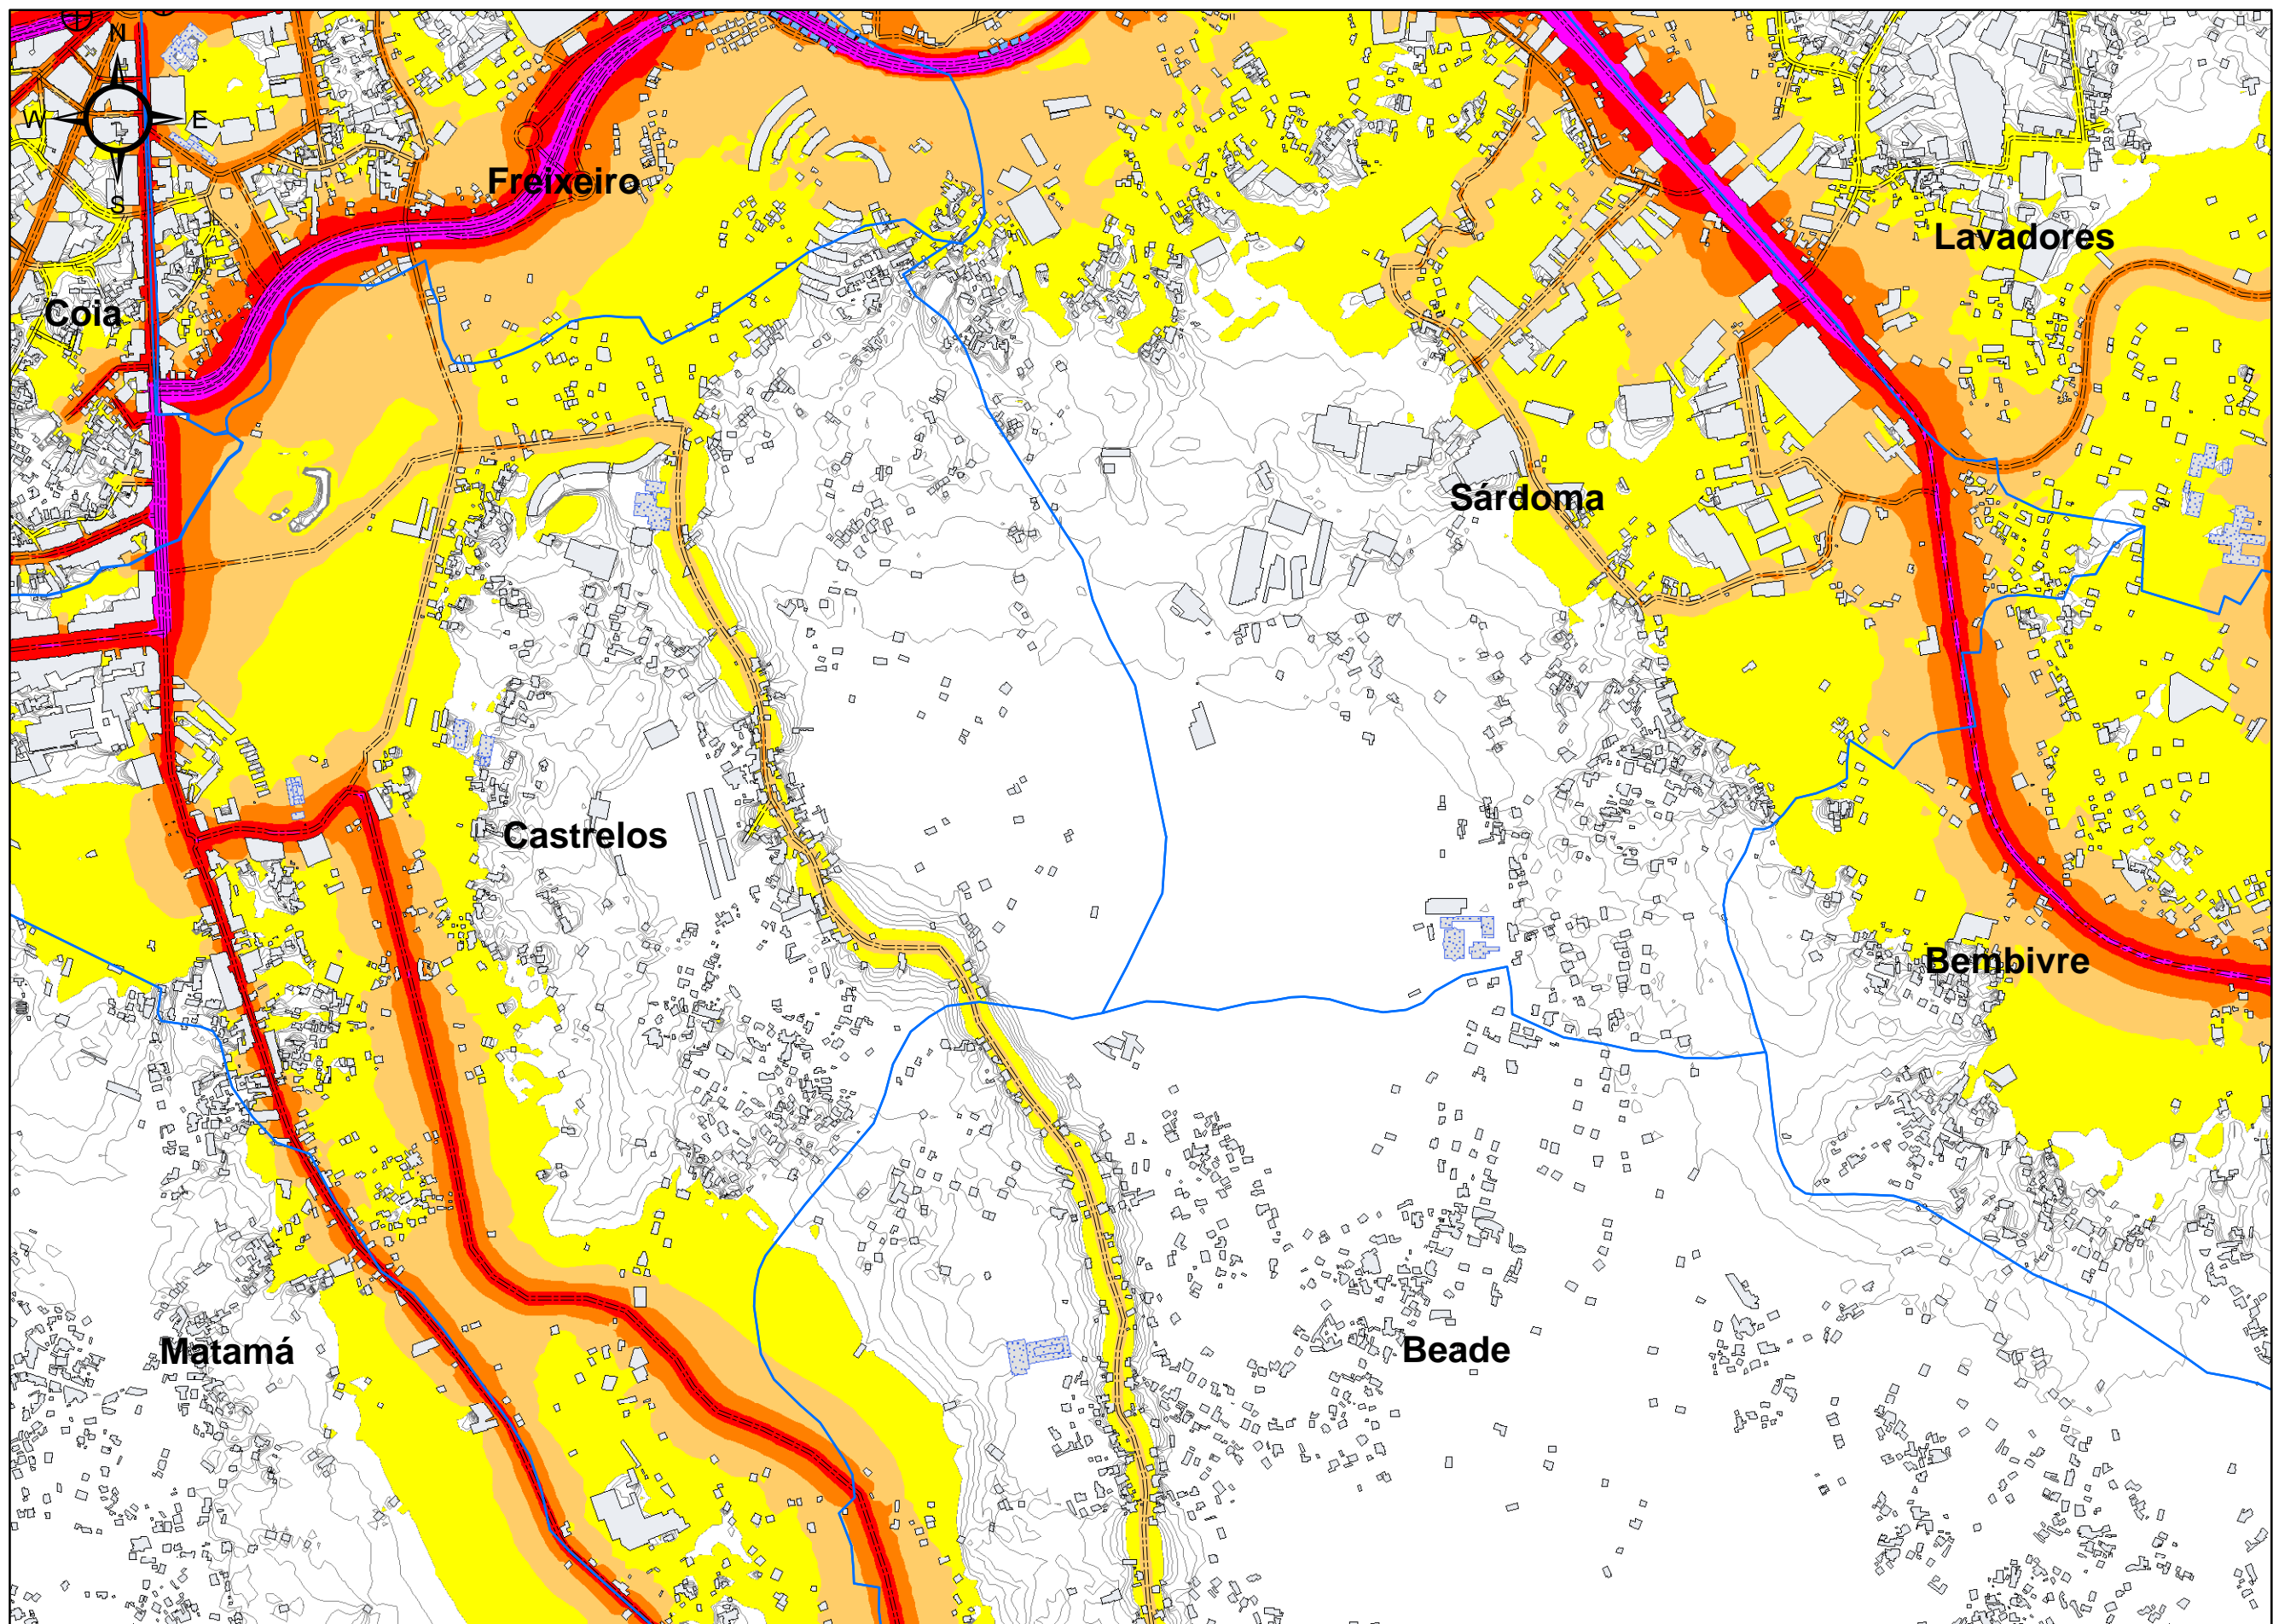 N
W E
S
Freixeiro
Lavadores
Coia
Sárdoma
Castrelos
Bembivre
Matamá
Beade